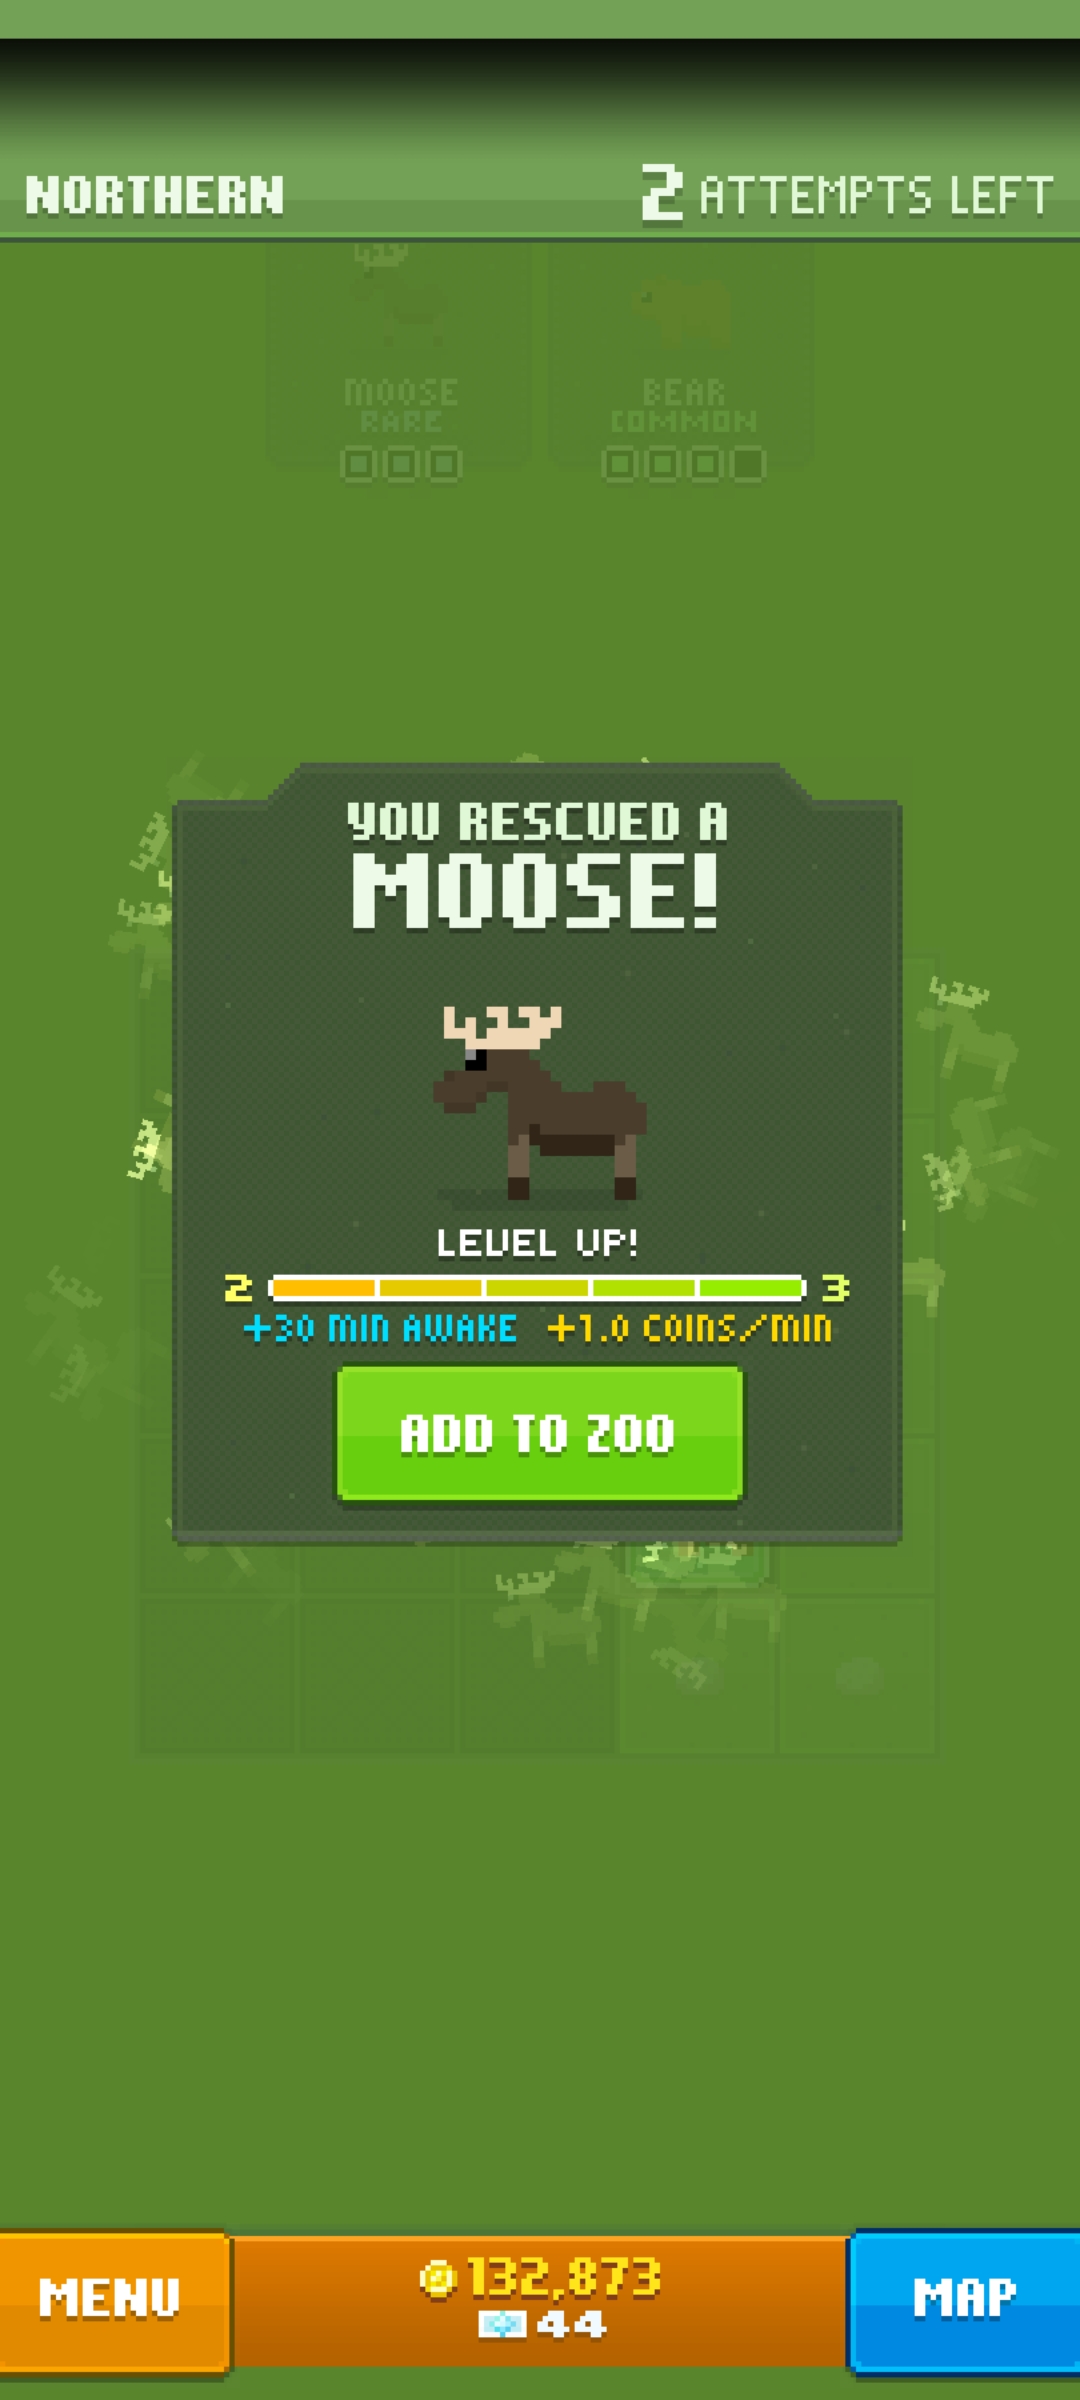 NORTHERN
2 ATTEMPTS LEFT
MOOSE
RARE
BEAR
COMMON
YOU RESCUED A
MOOSE!
LEVEL UP!
2 3
+30 MIN AWAKE +1.0 COINS/MIN
ADD TO ZOO
MENU
132,873
44
MAP